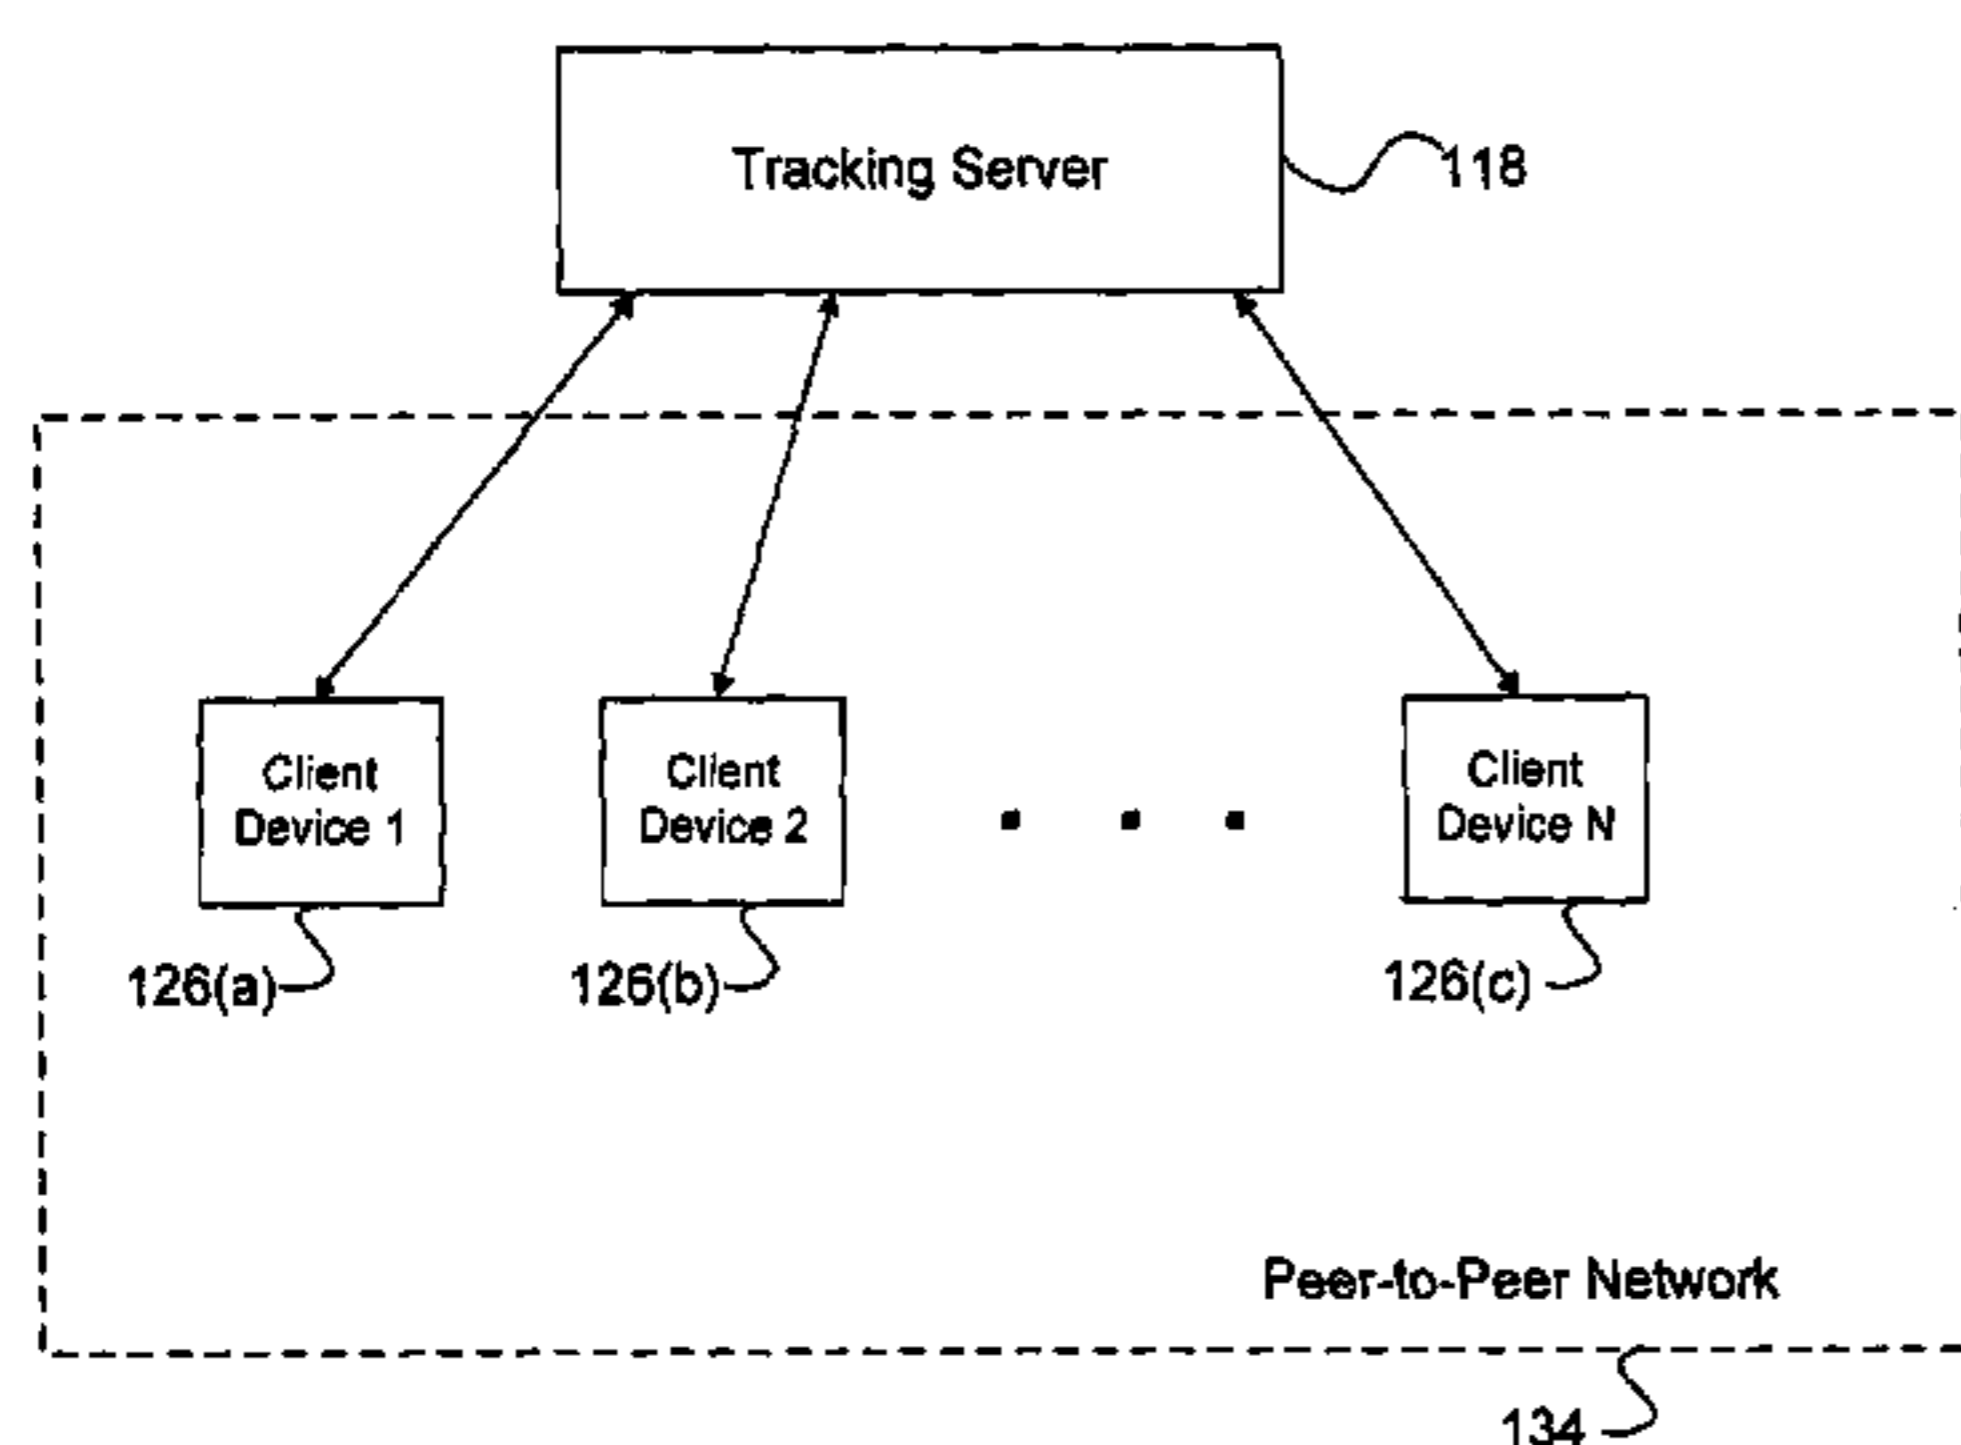 Tracking Server
118
Client
Device 1
Client
Device 2
Client
Device N
126(a)
126(b)
126(c)
Peer-to-Peer Network
134